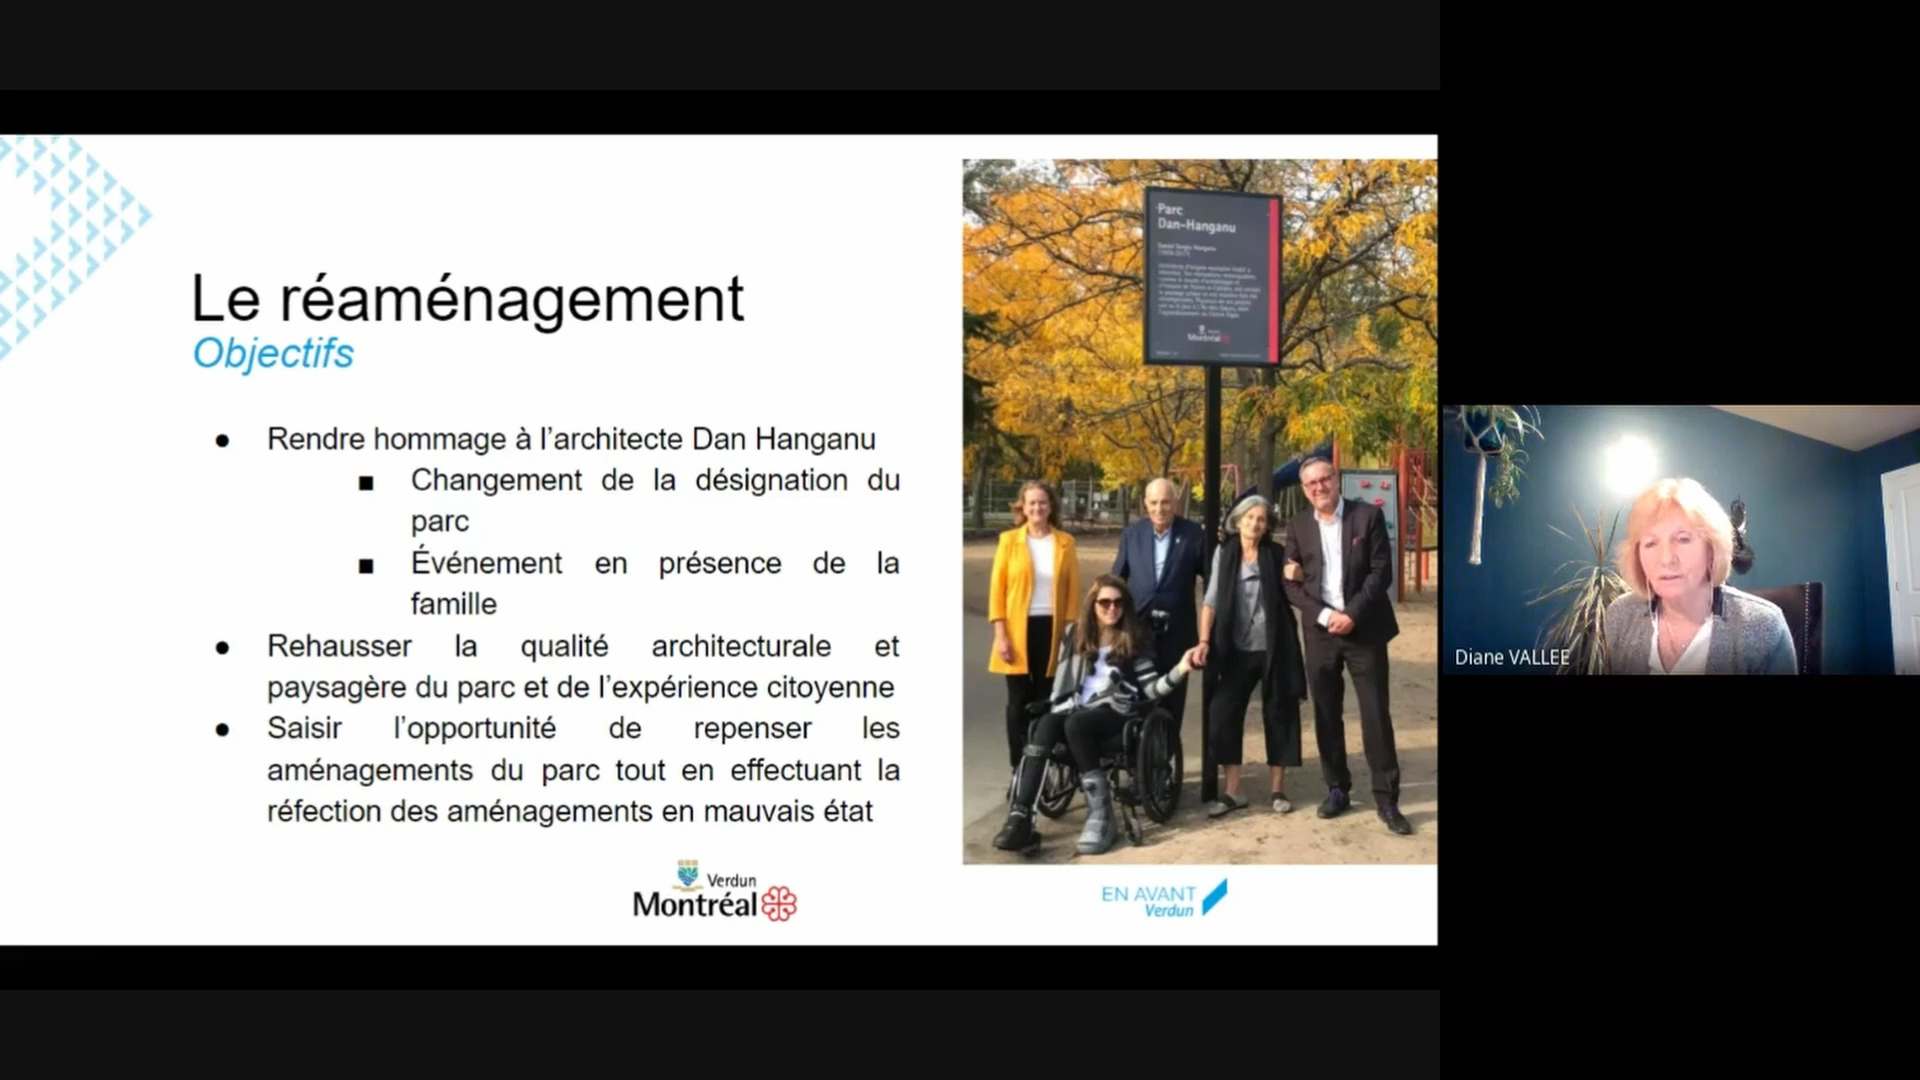 Le réaménagement
Objectifs
● Rendre hommage à l’architecte Dan Hanganu
■ Changement de la désignation du
parc
■ Événement en présence de la
famille
● Rehausser la qualité architecturale et
paysagère du parc et de l’expérience citoyenne
● Saisir l’opportunité de repenser les
aménagements du parc tout en effectuant la
réfection des aménagements en mauvais état
Verdun
Montréal
EN AVANT
Verdun
Parc
Dan-Hanganu
Montréal
Diane VALLEE